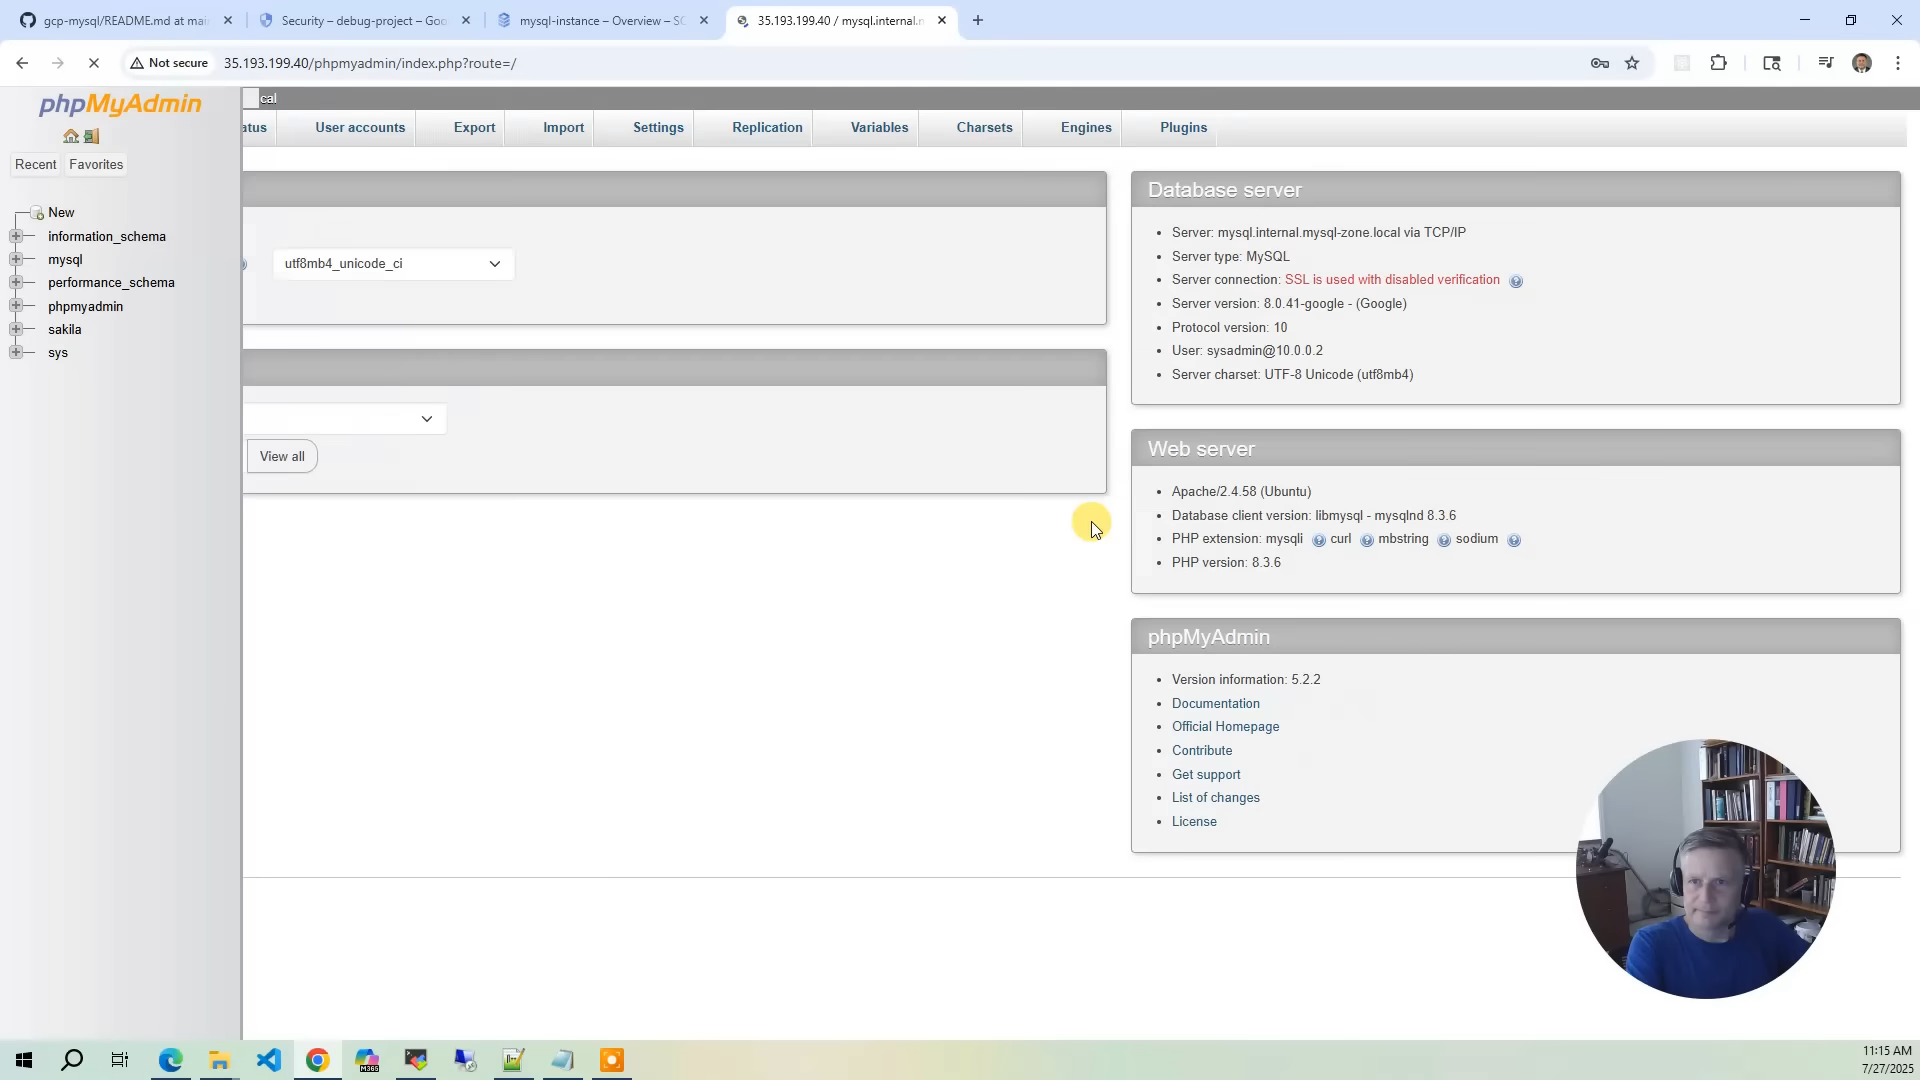 gcp-mysql/README.md at mai
Security – debug-project – Goo
mysql-instance – Overview – SQ
35.193.199.40 / mysql.internal.m
Not secure
35.193.199.40/phpmyadmin/index.php?route=/
phpMyAdmin
Recent
Favorites
New
information_schema
mysql
performance_schema
phpmyadmin
sakila
sys
cal
atus
User accounts
Export
Import
Settings
Replication
Variables
Charsets
Engines
Plugins
utf8mb4_unicode_ci
View all
Database server
Server: mysql.internal.mysql-zone.local via TCP/IP
Server type: MySQL
Server connection: SSL is used with disabled verification
Server version: 8.0.41-google - (Google)
Protocol version: 10
User: sysadmin@10.0.0.2
Server charset: UTF-8 Unicode (utf8mb4)
Web server
Apache/2.4.58 (Ubuntu)
Database client version: libmysql - mysqlnd 8.3.6
PHP extension: mysqli curl mbstring sodium
PHP version: 8.3.6
phpMyAdmin
Version information: 5.2.2
Documentation
Official Homepage
Contribute
Get support
List of changes
License
M365
11:15 AM
7/27/2025